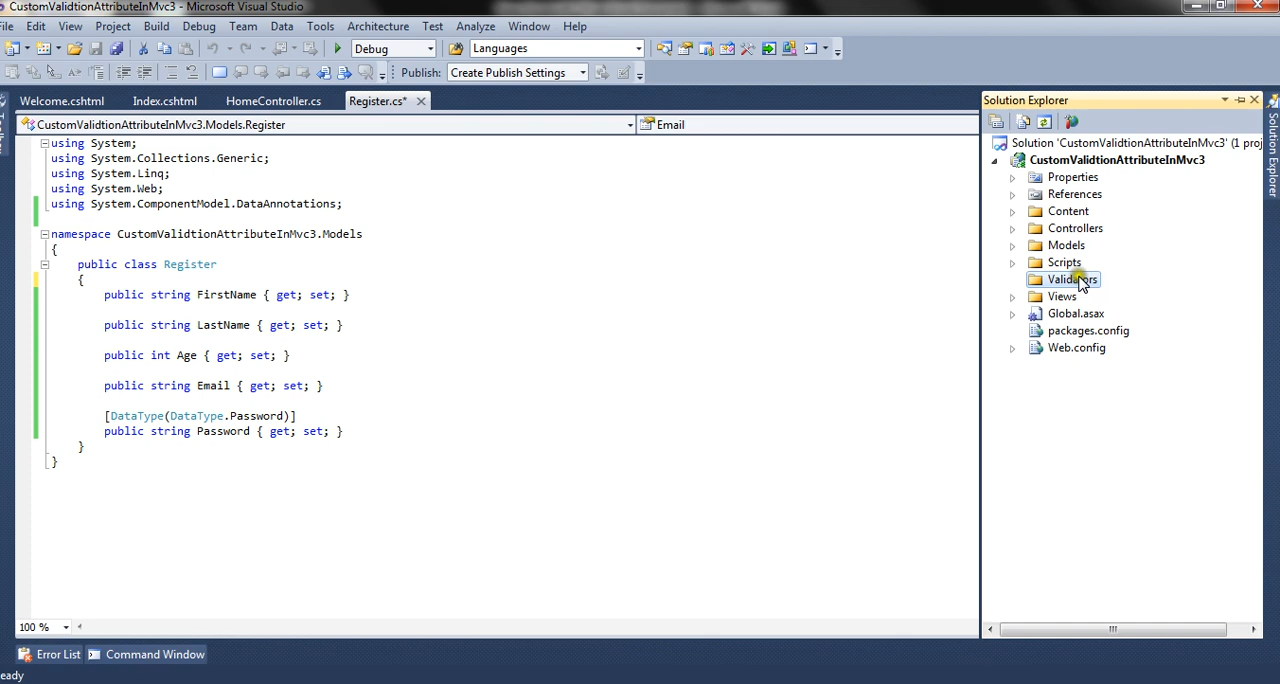 CustomValidtionAttributeInMvc3 - Microsoft Visual Studio
File Edit View Project Build Debug Team Data Tools Architecture Test Analyze Window Help
Debug Languages
Publish: Create Publish Settings
Welcome.cshtml Index.cshtml HomeController.cs Register.cs*
CustomValidtionAttributeInMvc3.Models.Register Email
using System;
using System.Collections.Generic;
using System.Linq;
using System.Web;
using System.ComponentModel.DataAnnotations;
namespace CustomValidtionAttributeInMvc3.Models
{
public class Register
{
public string FirstName { get; set; }
public string LastName { get; set; }
public int Age { get; set; }
public string Email { get; set; }
[DataType(DataType.Password)]
public string Password { get; set; }
}
}
100 %
Error List Command Window
eady
Solution Explorer
Solution 'CustomValidtionAttributeInMvc3' (1 proj
CustomValidtionAttributeInMvc3
Properties
References
Content
Controllers
Models
Scripts
Validators
Views
Global.asax
packages.config
Web.config
Solution Explorer